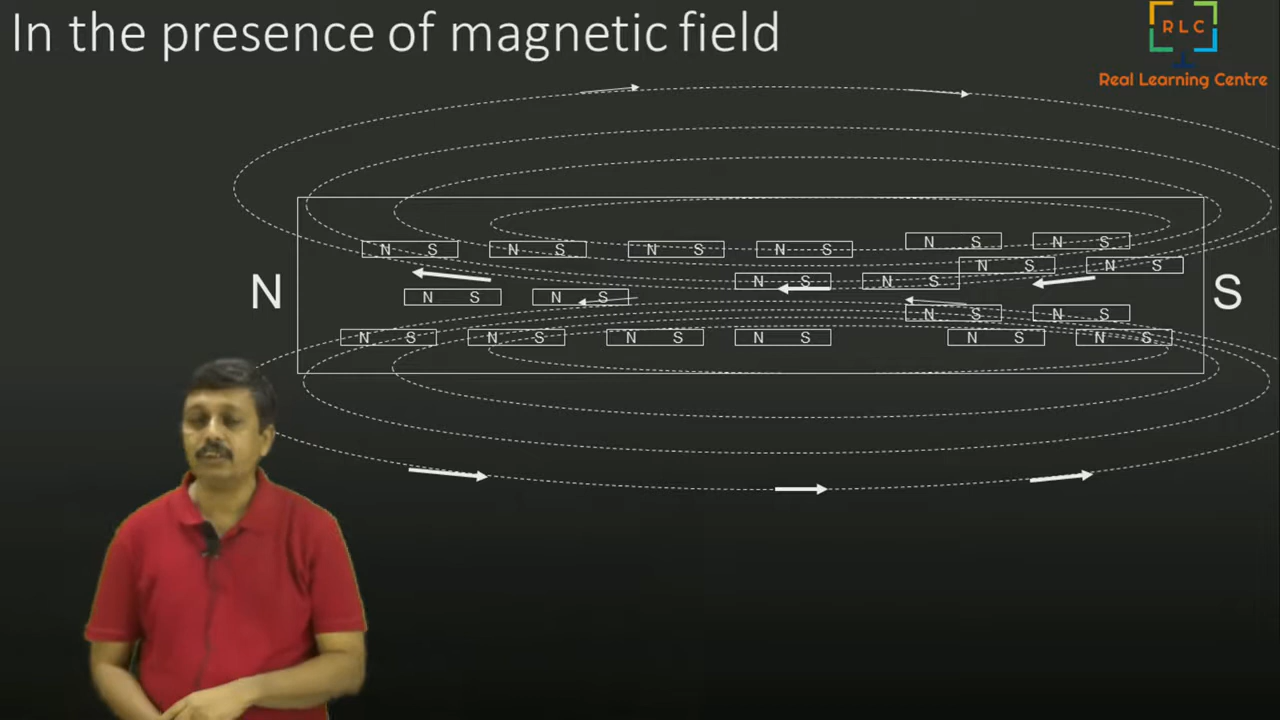 In the presence of magnetic field
RLC
Real Learning Centre
N S N S
N S N S N S N S
N S N S
N S N S
N N S N S S
N S N S
N S N S N S N S N S N S